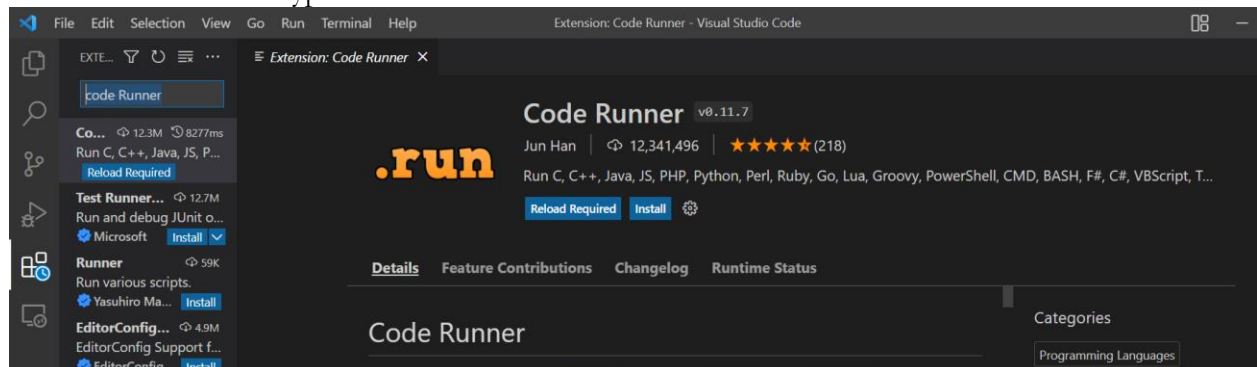 yp
File Edit Selection View Go Run Terminal Help
Extension: Code Runner - Visual Studio Code
EXTE...
Extension: Code Runner
code Runner
Co... 12.3M 8277ms
Run C, C++, Java, JS, P...
Reload Required
Test Runner... 12.7M
Run and debug JUnit o...
Microsoft Install
Runner 59K
Run various scripts.
Yasuhiro Ma... Install
EditorConfig... 4.9M
EditorConfig Support f...
EditorConfig Install
.run
Code Runner v0.11.7
Jun Han 12,341,496 ★★★★★(218)
Run C, C++, Java, JS, PHP, Python, Perl, Ruby, Go, Lua, Groovy, PowerShell, CMD, BASH, F#, C#, VBScript, T...
Reload Required Install
Details Feature Contributions Changelog Runtime Status
Code Runner
Categories
Programming Languages